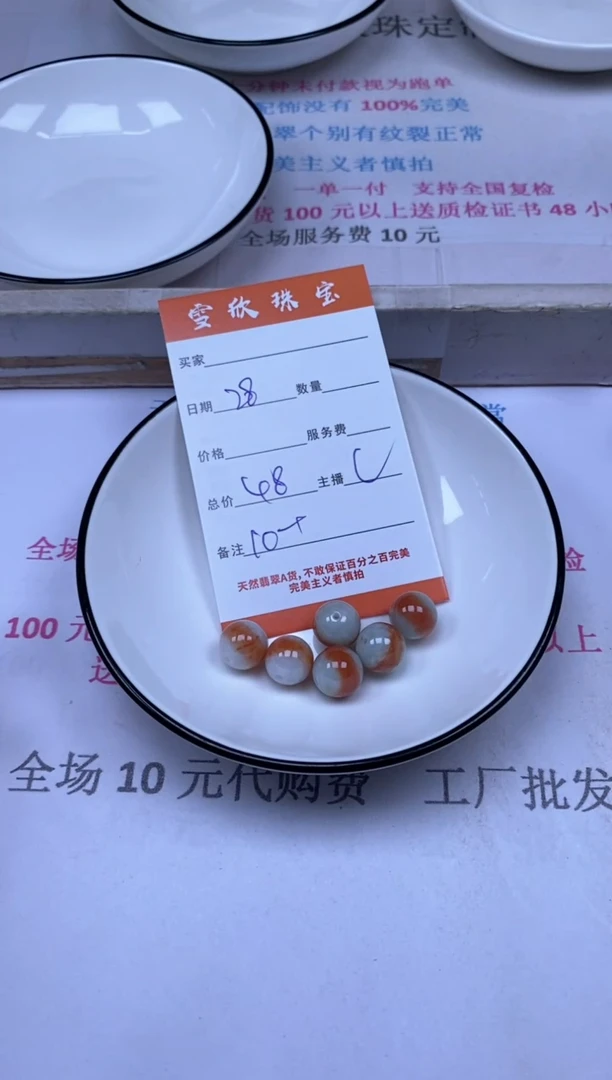 珠定
分钟未付款视为跑单
配饰没有 100%完美
翠个别有纹裂正常
美主义者慎拍
一单一付 支持全国复检
货 100 元以上送质检证书 48 小
全场服务费 10 元
雪欣珠宝
买家
日期 28 数量
价格 服务费
总价 48 主播
备注 10+
天然翡翠A货,不敢保证百分之百完美
完美主义者慎拍
全场
检
100 元
以上
送
全场 10 元代购费 工厂批发